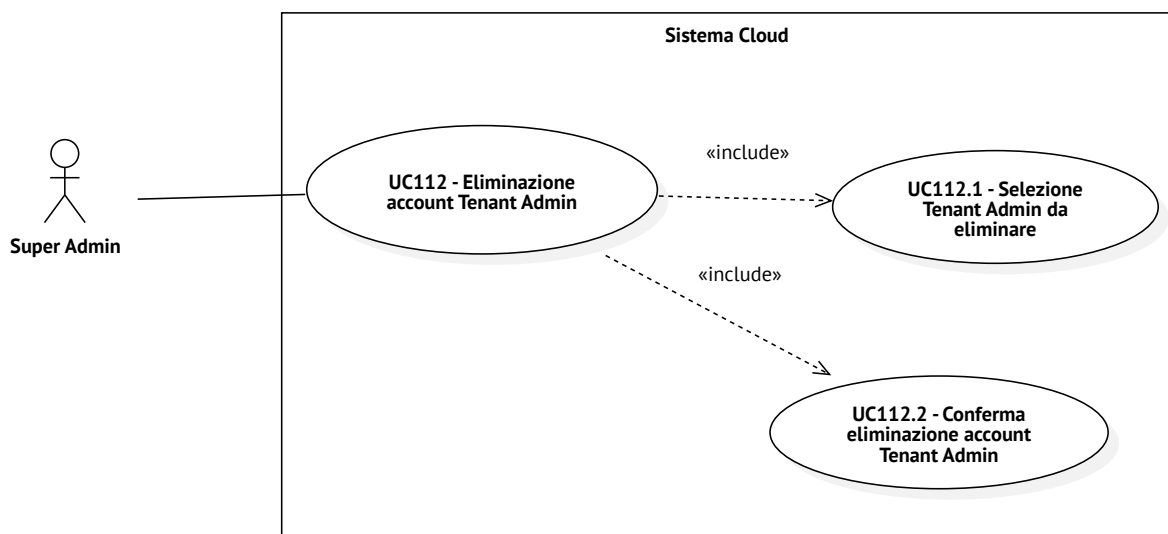 Sistema Cloud
Super Admin
UC112 - Eliminazione
account Tenant Admin
«include»
UC112.1 - Selezione
Tenant Admin da
eliminare
«include»
UC112.2 - Conferma
eliminazione account
Tenant Admin